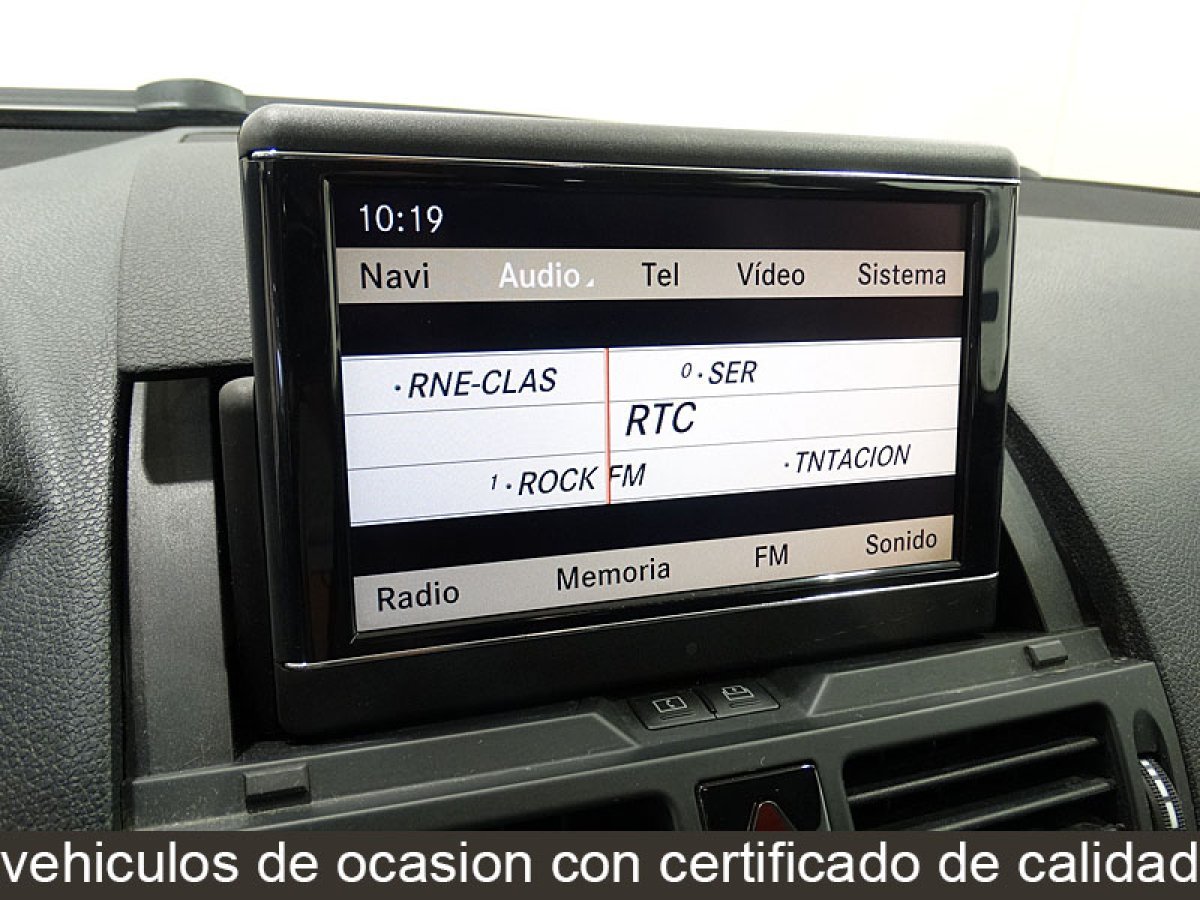 10:19
Navi Audio Tel Vídeo Sistema
·RNE-CLAS 0·SER
RTC
1·ROCK FM ·TNTACION
Radio Memoria FM Sonido
vehiculos de ocasion con certificado de calidad